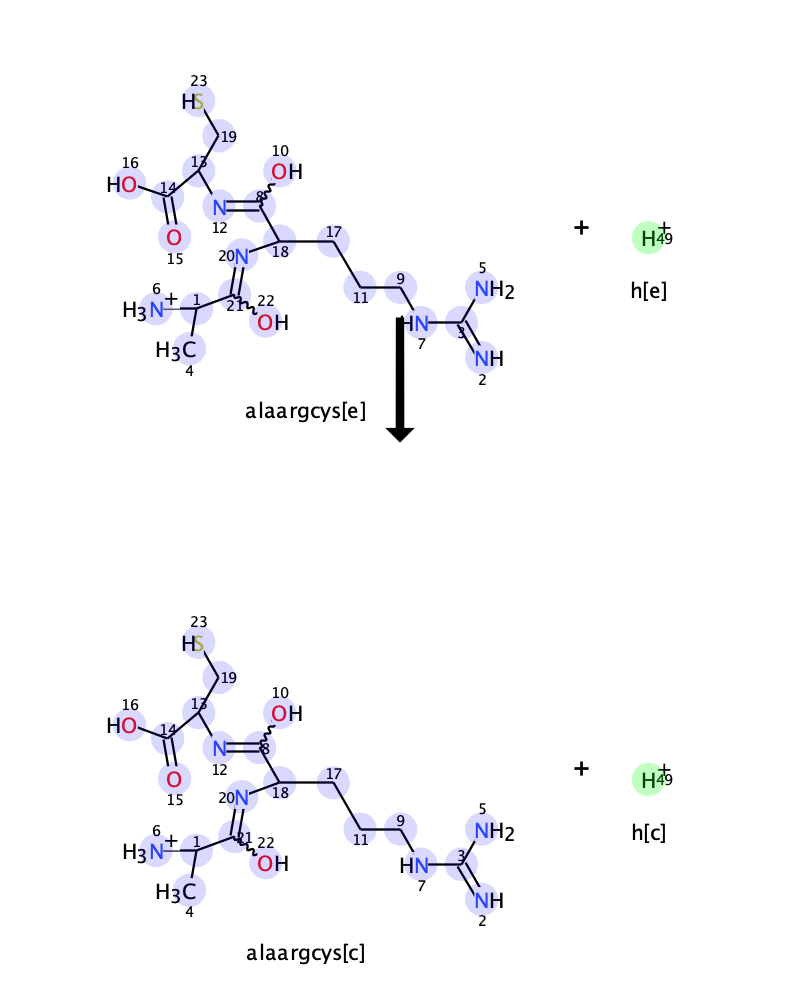 23
HS
19
10
OH
16
HO
13
14
8
N
12
O
15
20
N
18
17
6
H₃N
+
1
21
22
OH
H₃C
4
9
11
5
NH2
HN
7
3
NH
2
+
H
+
49
h[e]
alaargcys[e]
23
HS
19
10
OH
16
HO
13
14
8
N
12
O
15
20
N
18
17
6
H₃N
+
1
21
22
OH
H₃C
4
9
11
5
NH2
HN
7
3
NH
2
+
H
+
49
h[c]
alaargcys[c]